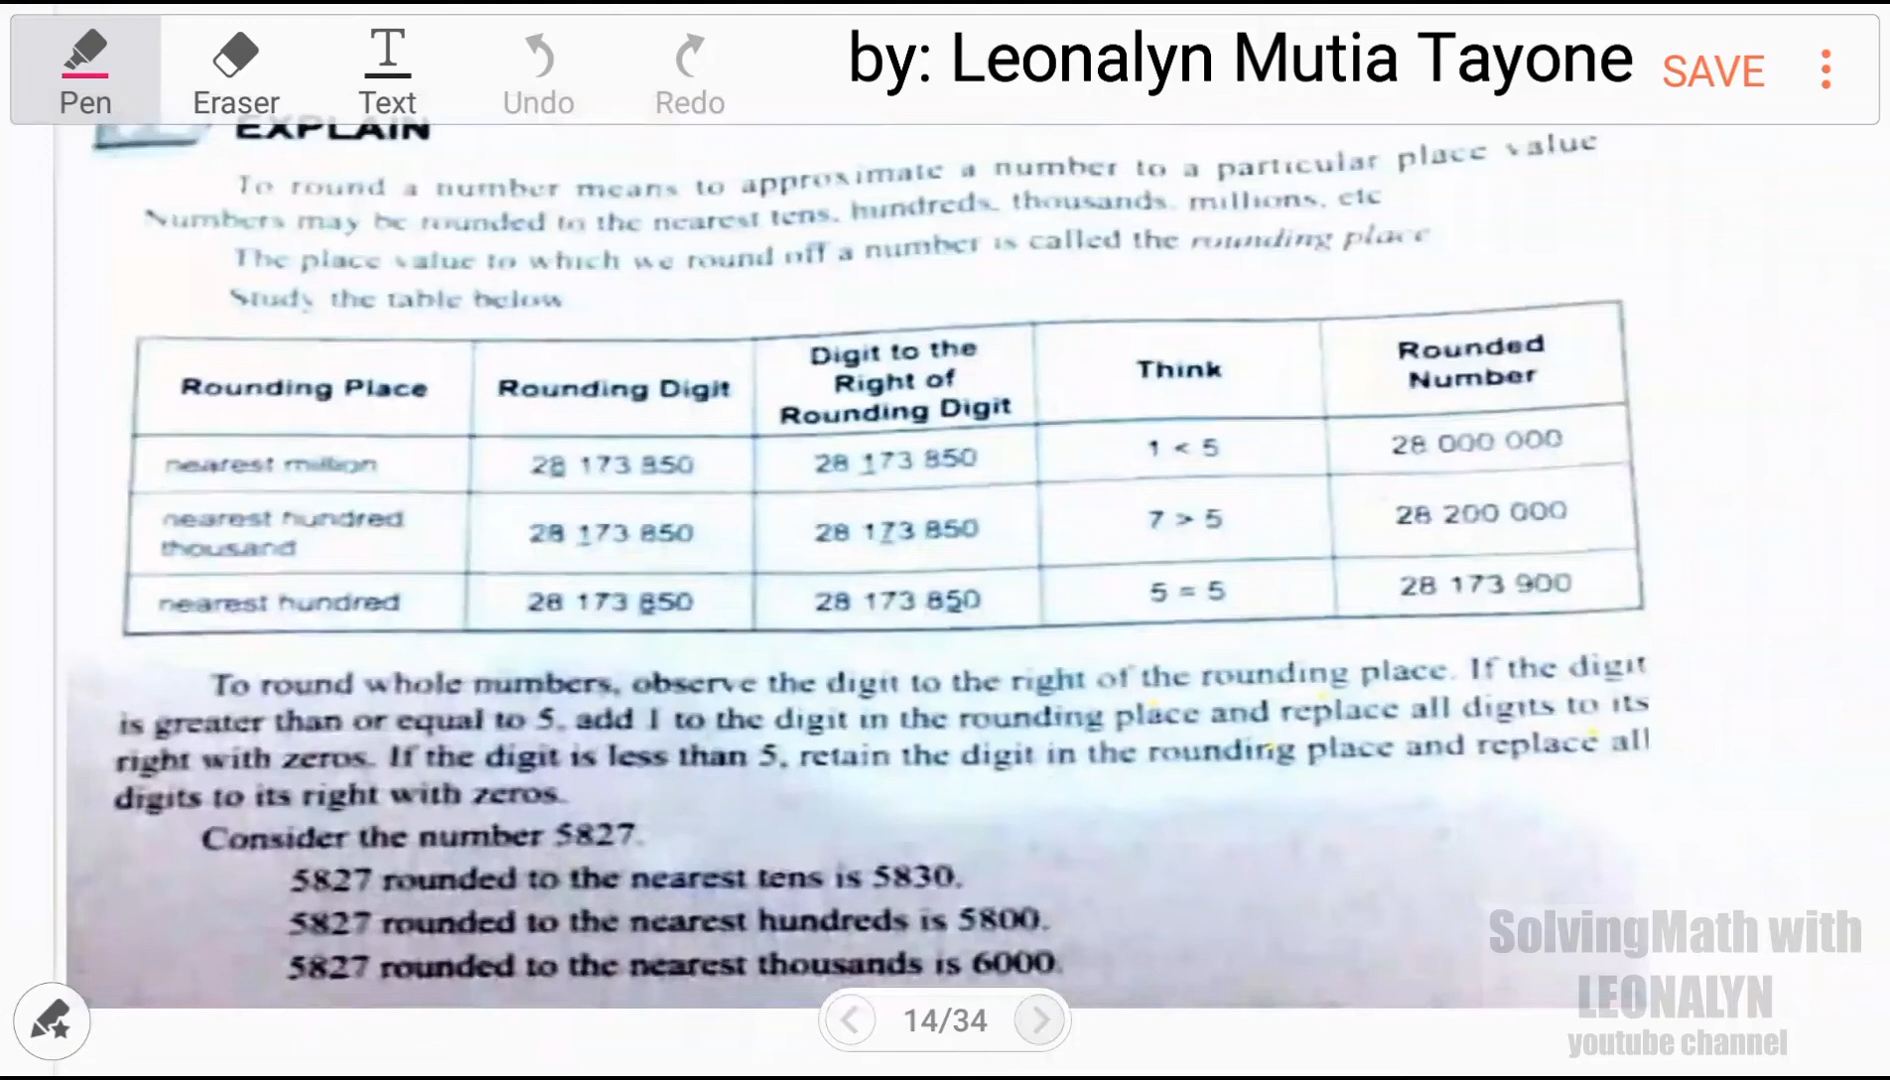 by: Leonalyn Mutia Tayone
SAVE
Pen
Eraser
Text
Undo
Redo
EXPLAIN
To round a number means to approximate a number to a particular place value
Numbers may be rounded to the nearest tens, hundreds, thousands, millions, etc
The place value to which we round off a number is called the rounding place
Study the table below
Rounding Place Rounding Digit Digit to the Right of Rounding Digit Think Rounded Number
nearest million 28 173 850 28 173 850 1 < 5 28 000 000
nearest hundred thousand 28 173 850 28 173 850 7 > 5 28 200 000
nearest hundred 28 173 850 28 173 850 5 = 5 28 173 900
To round whole numbers, observe the digit to the right of the rounding place. If the digit
is greater than or equal to 5, add 1 to the digit in the rounding place and replace all digits to its
right with zeros. If the digit is less than 5, retain the digit in the rounding place and replace all
digits to its right with zeros.
Consider the number 5827.
5827 rounded to the nearest tens is 5830.
5827 rounded to the nearest hundreds is 5800.
5827 rounded to the nearest thousands is 6000.
SolvingMath with
LEONALYN
youtube channel
14/34